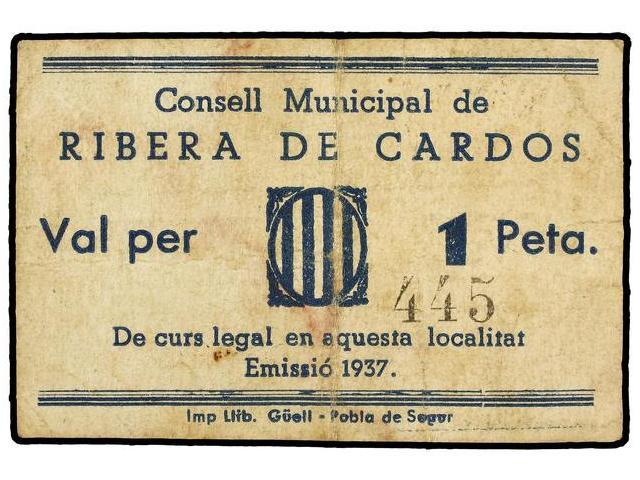 Consell Municipal de
RIBERA DE CARDOS
Val per 1 Peta.
445
De curs legal en aquesta localitat
Emissió 1937.
Imp Llib. Güell - Pobla de Segur